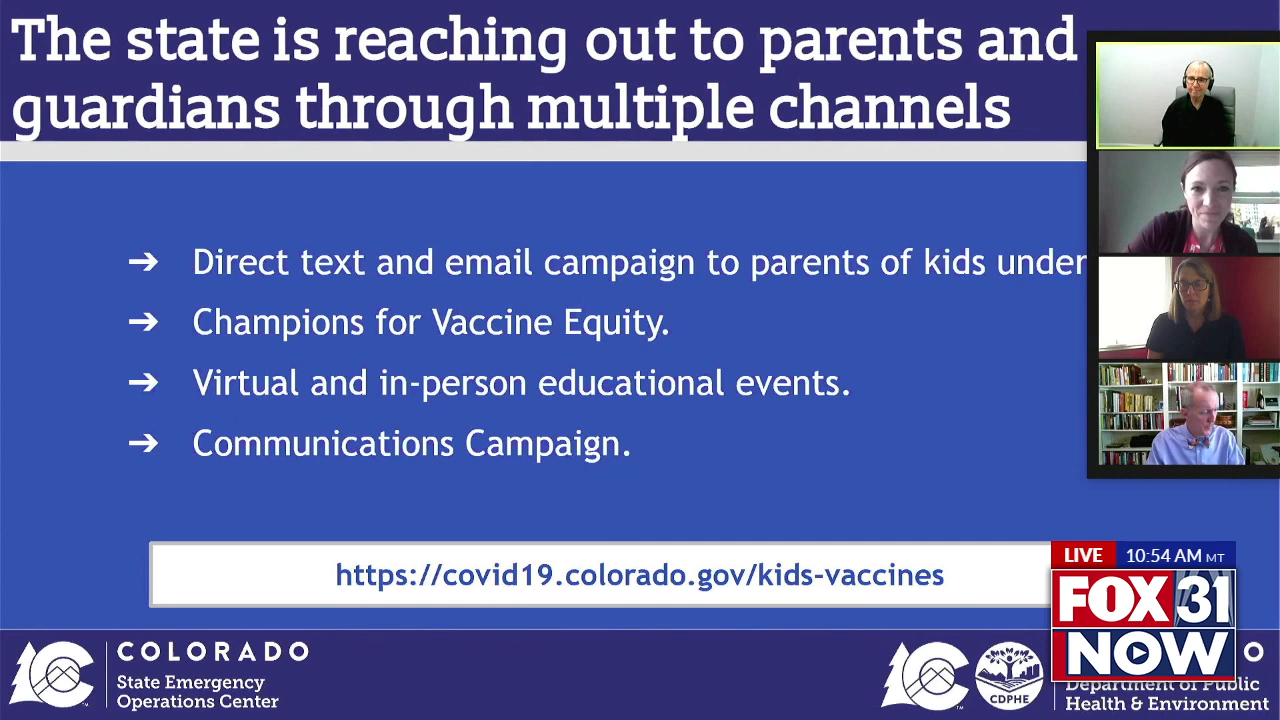 The state is reaching out to parents and
guardians through multiple channels
➔ Direct text and email campaign to parents of kids under
➔ Champions for Vaccine Equity.
➔ Virtual and in-person educational events.
➔ Communications Campaign.
https://covid19.colorado.gov/kids-vaccines
LIVE 10:54 AM MT
FOX 31
NOW
COLORADO
State Emergency
Operations Center
TM
CDPHE
O
Department of Public
Health & Environment